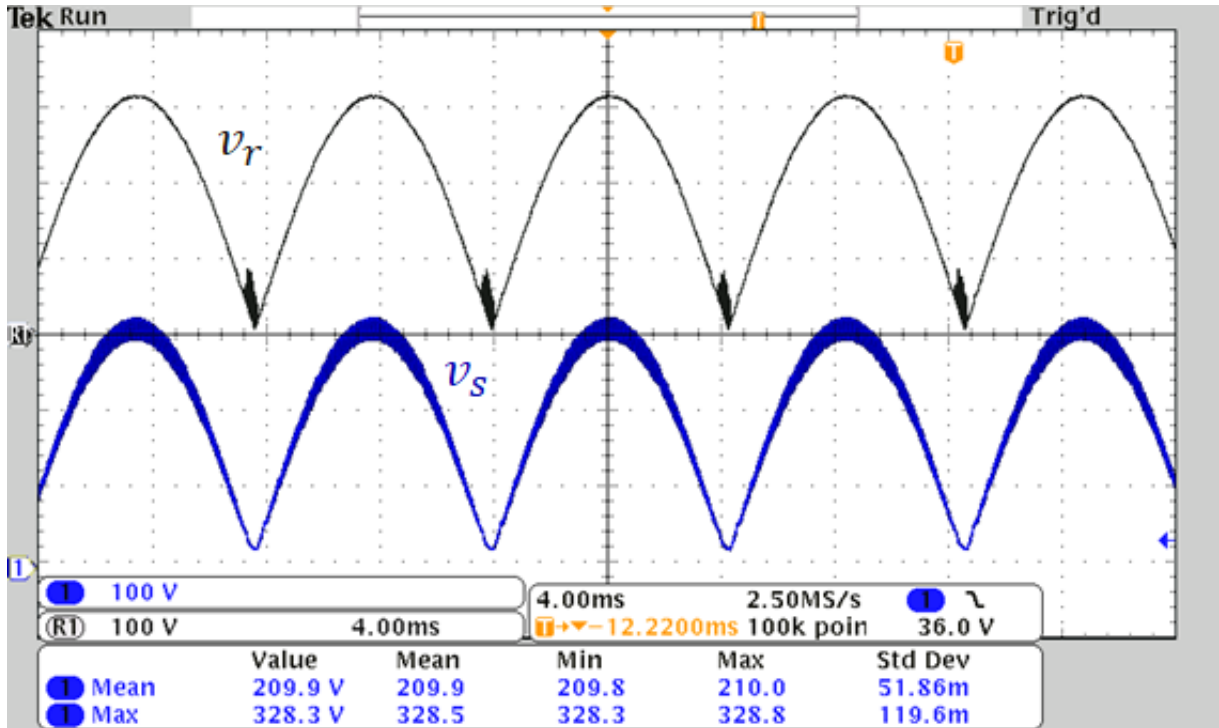 Tek Run Trig'd
T
T
v_r
R1
v_s
1
1 100 V
R1 100 V 4.00ms
4.00ms 2.50MS/s 1
T→▼−12.2200ms 100k poin 36.0 V
Value Mean Min Max Std Dev
1 Mean 209.9 V 209.9 209.8 210.0 51.86m
1 Max 328.3 V 328.5 328.3 328.8 119.6m